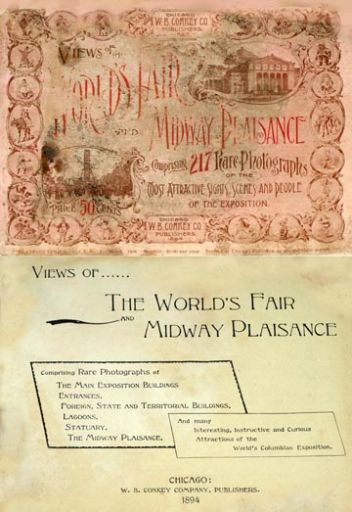 CHICAGO
W. B. CONKEY CO.
PUBLISHERS.
VIEWS OF THE
WORLD'S FAIR
AND
MIDWAY PLAISANCE
Comprising 217 Rare Photographs
OF THE
MOST ATTRACTIVE SIGHTS, SCENES, AND PEOPLE
OF THE EXPOSITION.
PRICE 50 CENTS
CHICAGO
W. B. CONKEY CO.
PUBLISHERS.
1894
VIEWS OF......
THE WORLD'S FAIR
AND
MIDWAY PLAISANCE
Comprising Rare Photographs of
THE MAIN EXPOSITION BUILDINGS
ENTRANCES,
FOREIGN, STATE AND TERRITORIAL BUILDINGS,
LAGOONS,
STATUARY,
THE MIDWAY PLAISANCE,
And many
Interesting, Instructive and Curious
Attractions of the
World's Columbian Exposition.
CHICAGO:
W. B. CONKEY COMPANY, PUBLISHERS.
1894